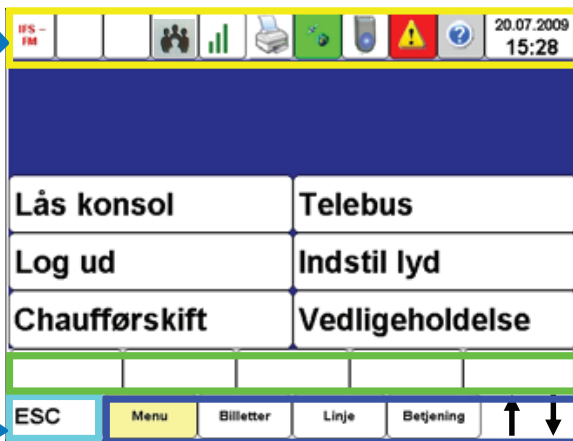 IFS –
FM
20.07.2009
15:28
Lås konsol
Telebus
Log ud
Indstil lyd
Chaufførskift
Vedligeholdelse
ESC
Menu
Billetter
Linje
Betjening